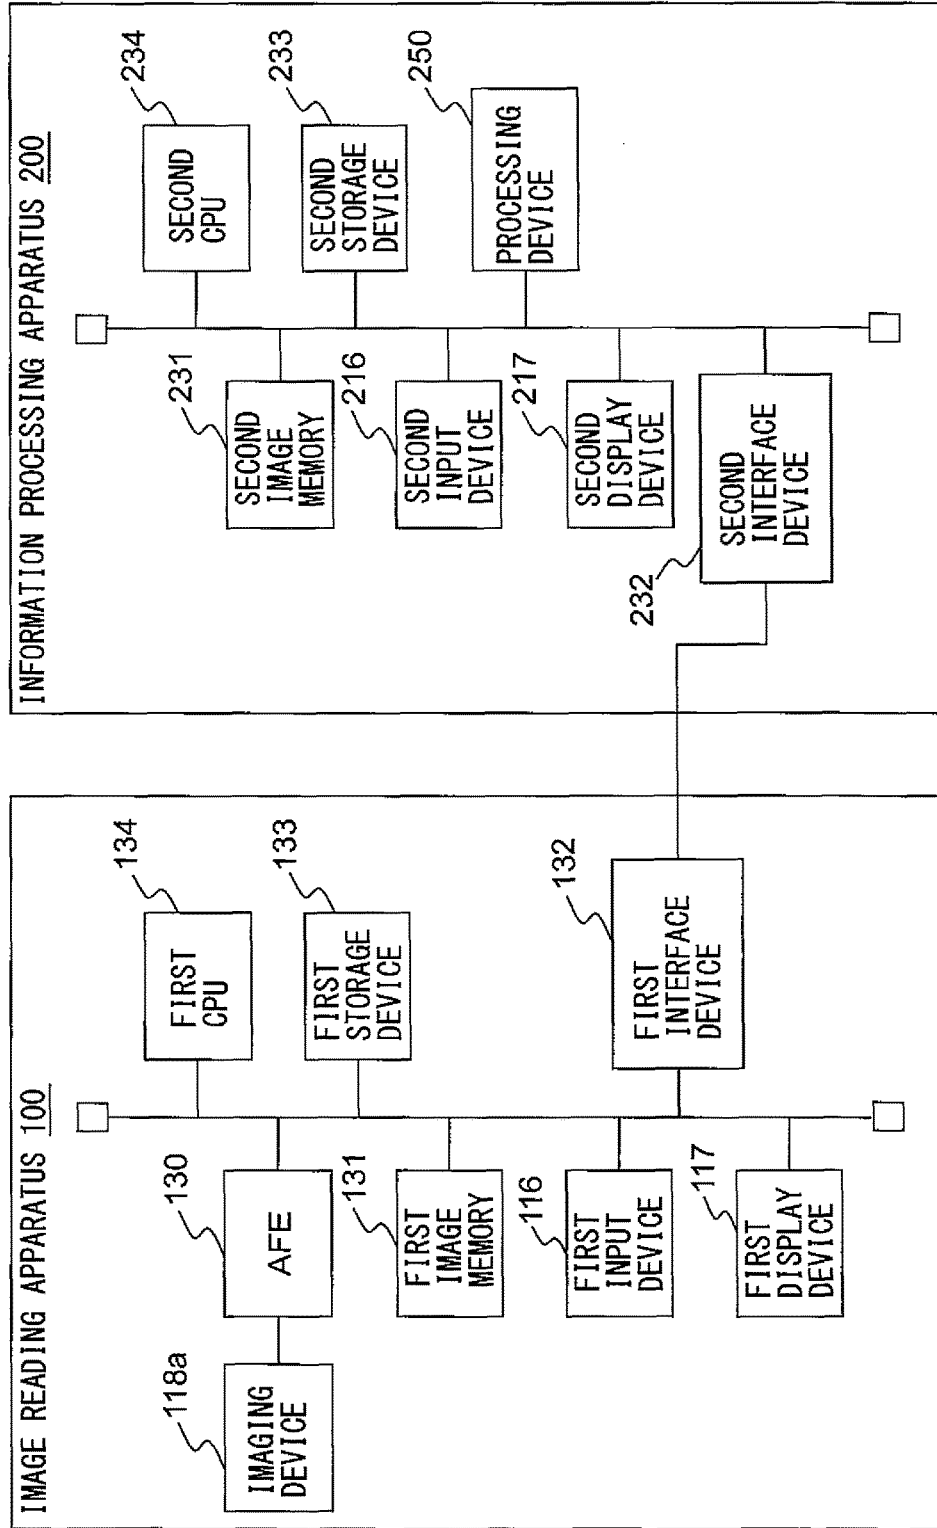 IMAGE READING APPARATUS 100
118a
IMAGING
DEVICE
130
AFE
134
FIRST
CPU
133
FIRST
STORAGE
DEVICE
131
FIRST
IMAGE
MEMORY
116
FIRST
INPUT
DEVICE
132
FIRST
INTERFACE
DEVICE
117
FIRST
DISPLAY
DEVICE
INFORMATION PROCESSING APPARATUS 200
234
SECOND
CPU
231
SECOND
IMAGE
MEMORY
233
SECOND
STORAGE
DEVICE
216
SECOND
INPUT
DEVICE
250
PROCESSING
DEVICE
217
SECOND
DISPLAY
DEVICE
232
SECOND
INTERFACE
DEVICE